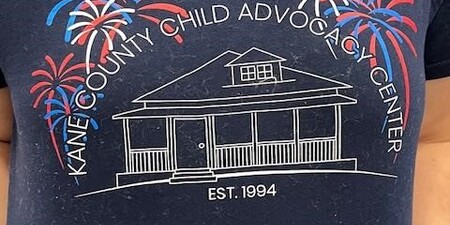 KANE COUNTY CHILD ADVOCACY CENTER
EST. 1994